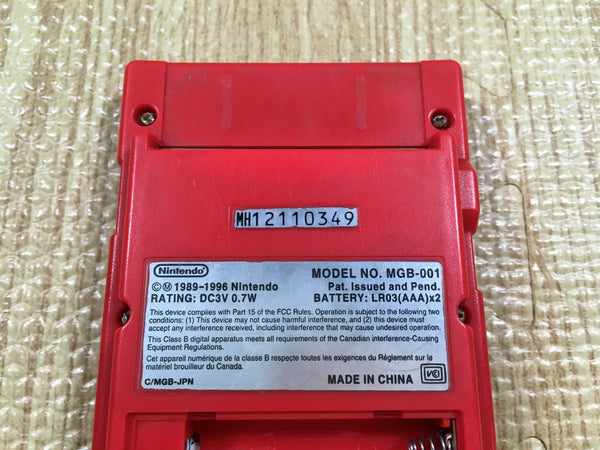 MH12110349
Nintendo
©Ⓜ 1989-1996 Nintendo
MODEL NO. MGB-001
Pat. Issued and Pend.
RATING: DC3V 0.7W
BATTERY: LR03(AAA)x2
This device complies with Part 15 of the FCC Rules. Operation is subject to the following two
conditions: (1) This device may not cause harmful interference, and (2) this device must
accept any interference received, including interference that may cause undesired operation.
This Class B digital apparatus meets all requirements of the Canadian interference-Causing
Equipment Regulations.
Cet appareil numérique de la classe B respecte toutes les exigences du Règlement sur le
matériel brouilleur du Canada.
C/MGB-JPN
MADE IN CHINA
VCI